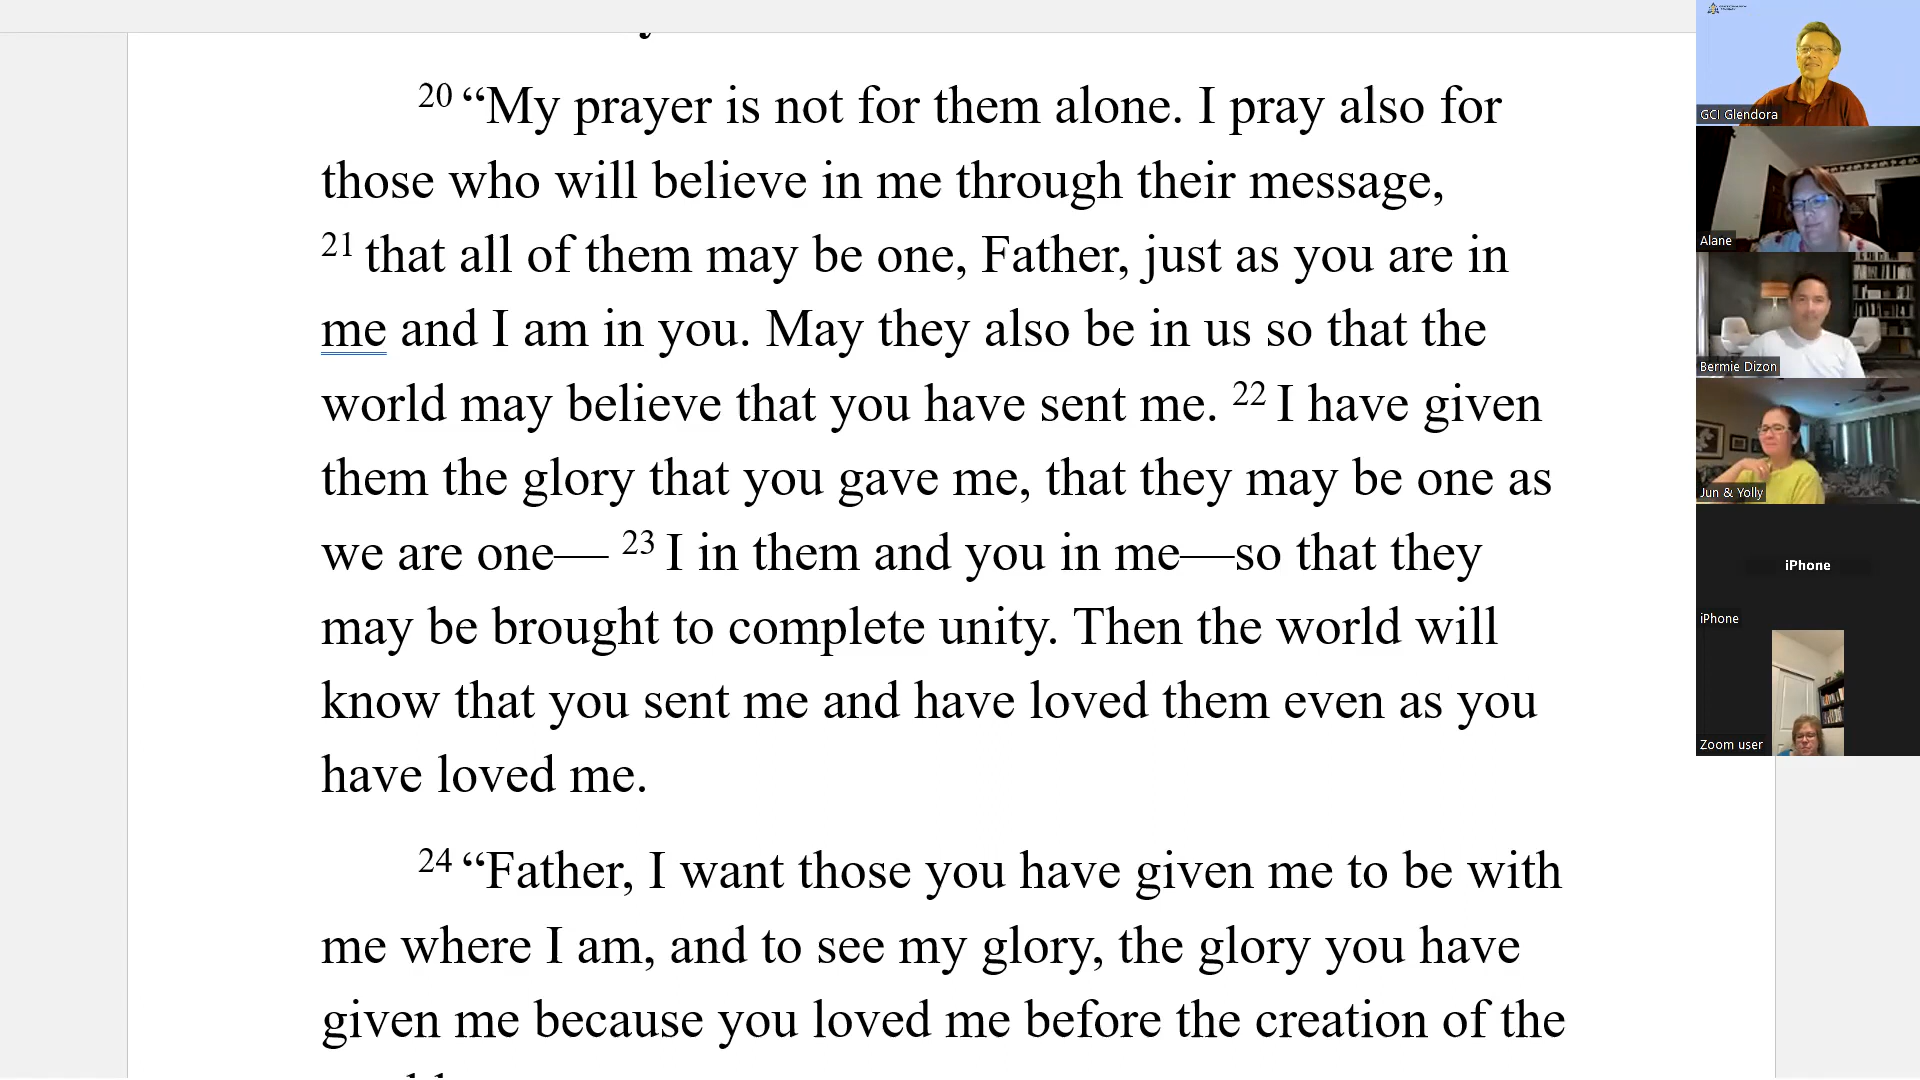 20 “My prayer is not for them alone. I pray also for
those who will believe in me through their message,
21 that all of them may be one, Father, just as you are in
me and I am in you. May they also be in us so that the
world may believe that you have sent me. 22 I have given
them the glory that you gave me, that they may be one as
we are one— 23 I in them and you in me—so that they
may be brought to complete unity. Then the world will
know that you sent me and have loved them even as you
have loved me.
24 “Father, I want those you have given me to be with
me where I am, and to see my glory, the glory you have
given me because you loved me before the creation of the
GCI Glendora
Alane
Bermie Dizon
Jun & Yolly
iPhone
iPhone
Zoom user